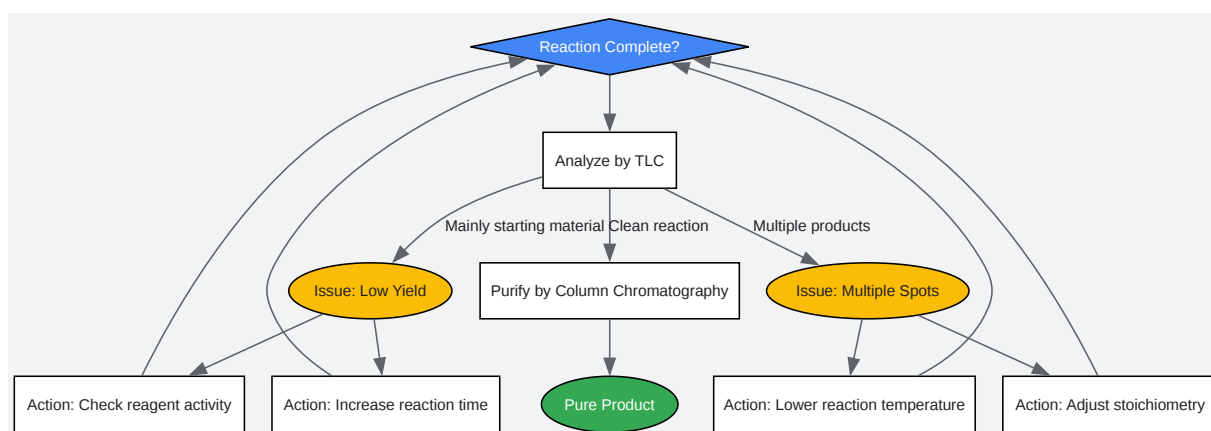 Reaction Complete?
Analyze by TLC
Mainly starting material
Clean reaction
Multiple products
Issue: Low Yield
Purify by Column Chromatography
Issue: Multiple Spots
Action: Check reagent activity
Action: Increase reaction time
Pure Product
Action: Lower reaction temperature
Action: Adjust stoichiometry